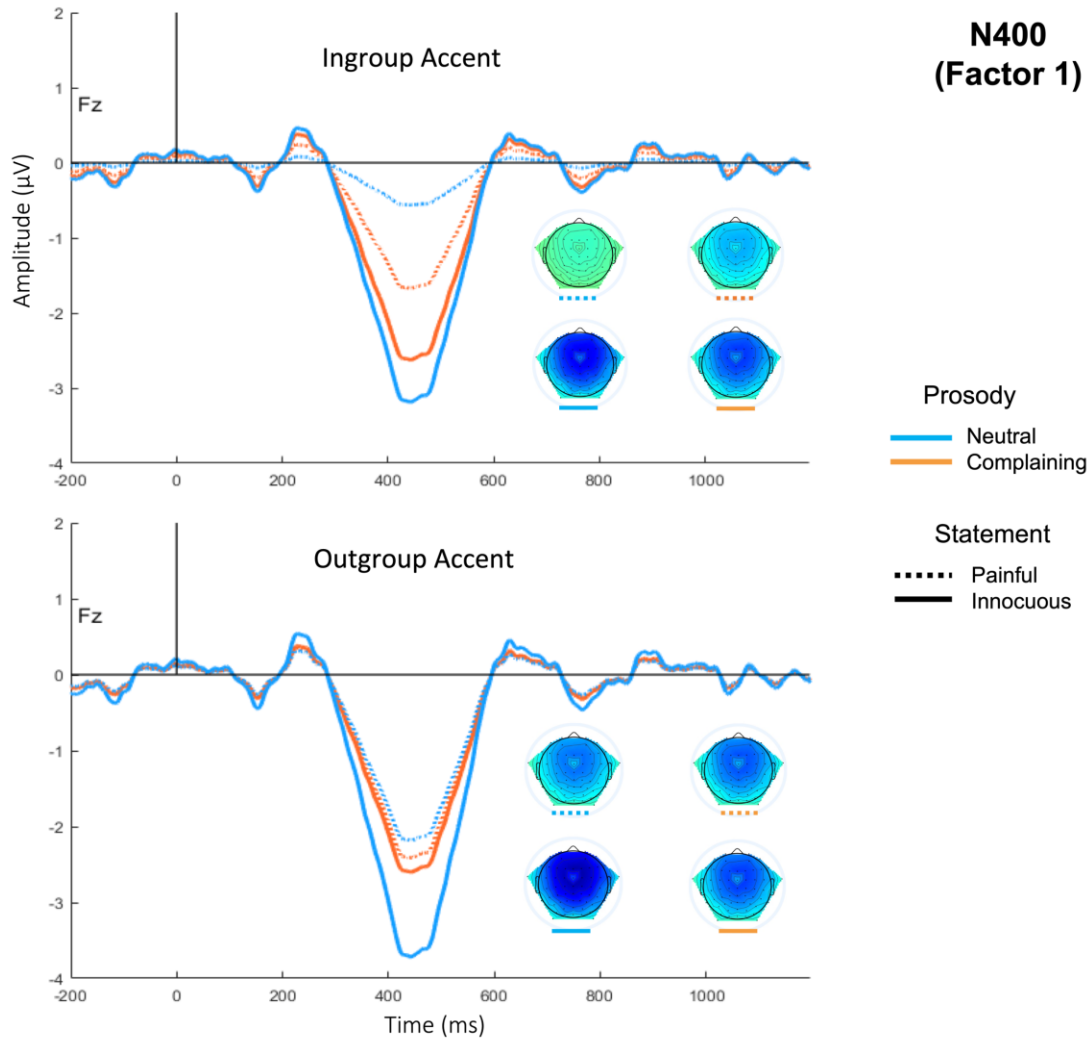 N400
(Factor 1)
Ingroup Accent
Fz
Amplitude (µV)
2
1
0
-1
-2
-3
-4
-200
0
200
400
600
800
1000
Prosody
Neutral
Complaining
Statement
Painful
Innocuous
Outgroup Accent
Fz
2
1
0
-1
-2
-3
-4
-200
0
200
400
600
800
1000
Time (ms)